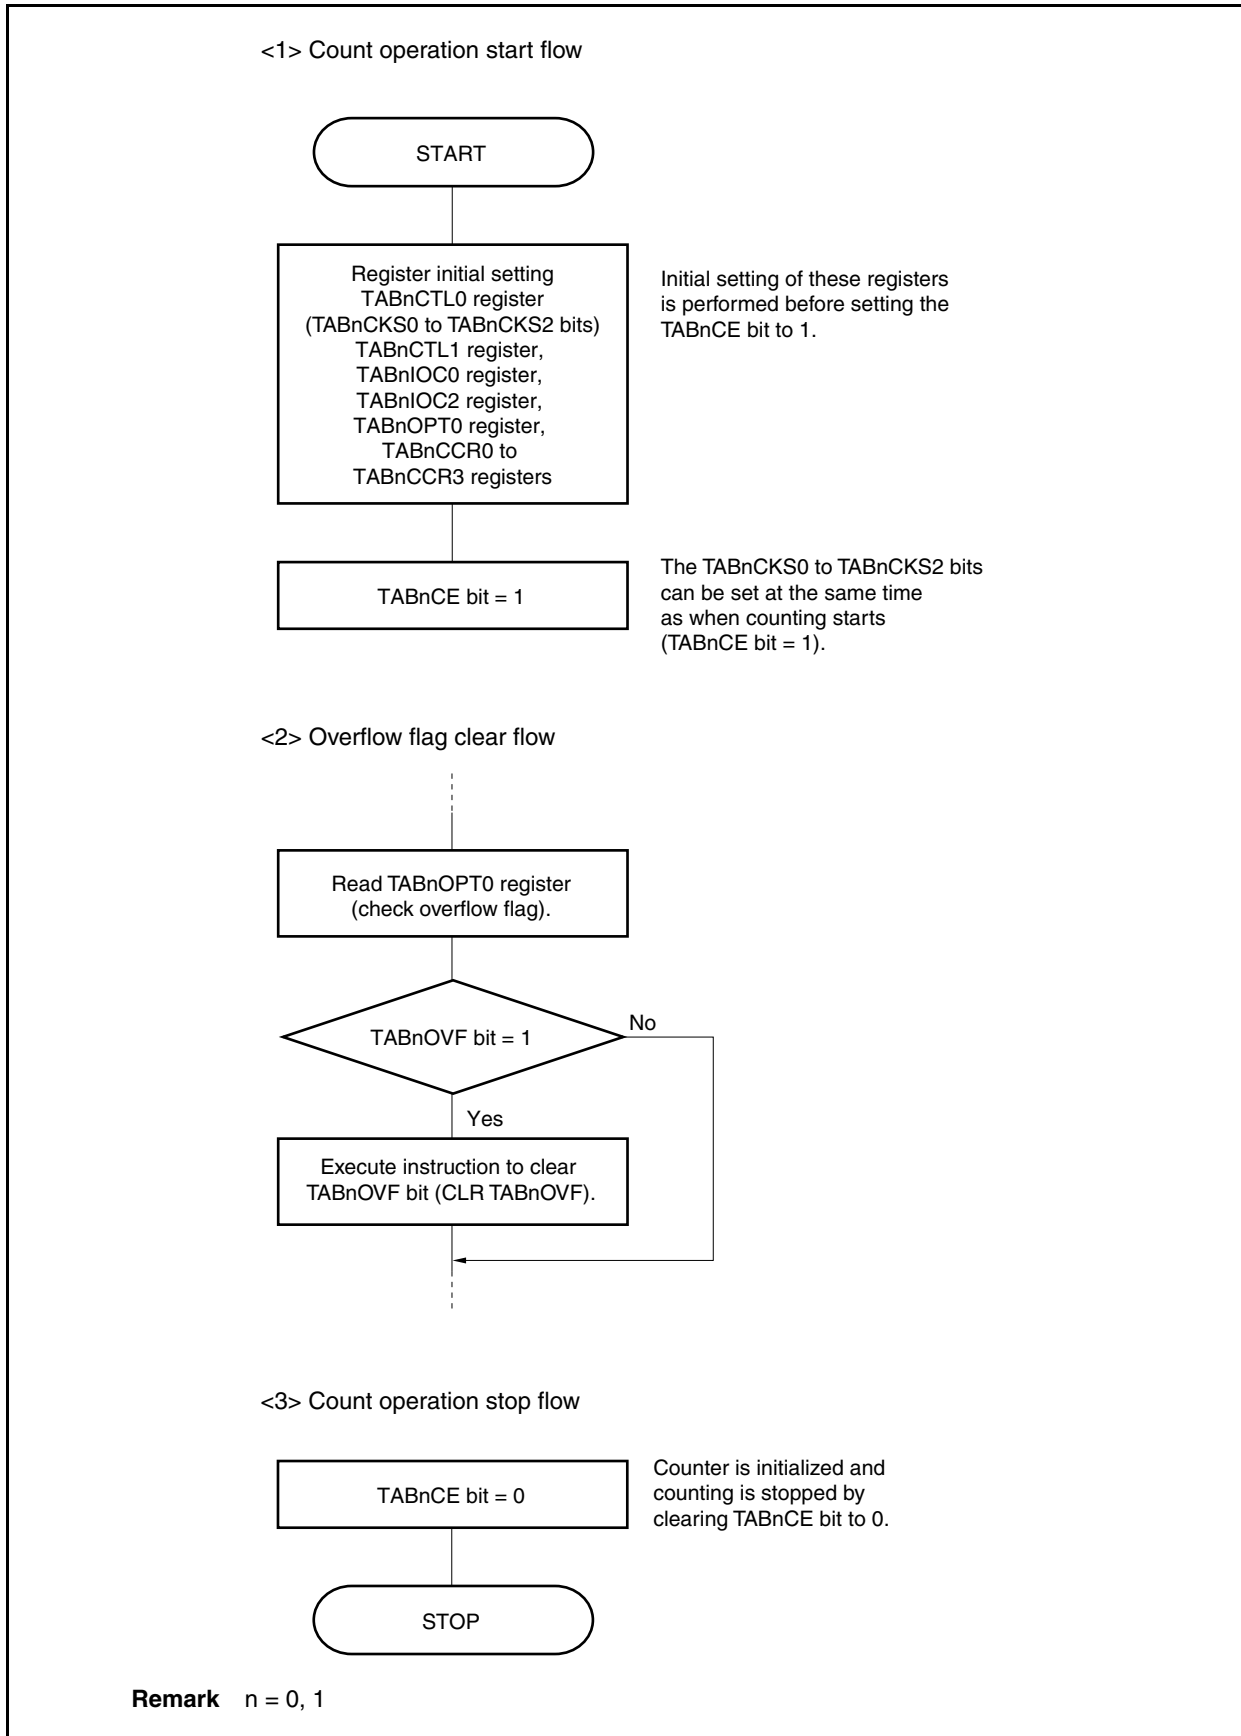 <1> Count operation start flow
START
Register initial setting
TABnCTL0 register
(TABnCKS0 to TABnCKS2 bits)
TABnCTL1 register,
TABnIOC0 register,
TABnIOC2 register,
TABnOPT0 register,
TABnCCR0 to
TABnCCR3 registers
Initial setting of these registers
is performed before setting the
TABnCE bit to 1.
TABnCE bit = 1
The TABnCKS0 to TABnCKS2 bits
can be set at the same time
as when counting starts
(TABnCE bit = 1).
<2> Overflow flag clear flow
Read TABnOPT0 register
(check overflow flag).
TABnOVF bit = 1
No
Yes
Execute instruction to clear
TABnOVF bit (CLR TABnOVF).
<3> Count operation stop flow
TABnCE bit = 0
Counter is initialized and
counting is stopped by
clearing TABnCE bit to 0.
STOP
Remark n = 0, 1